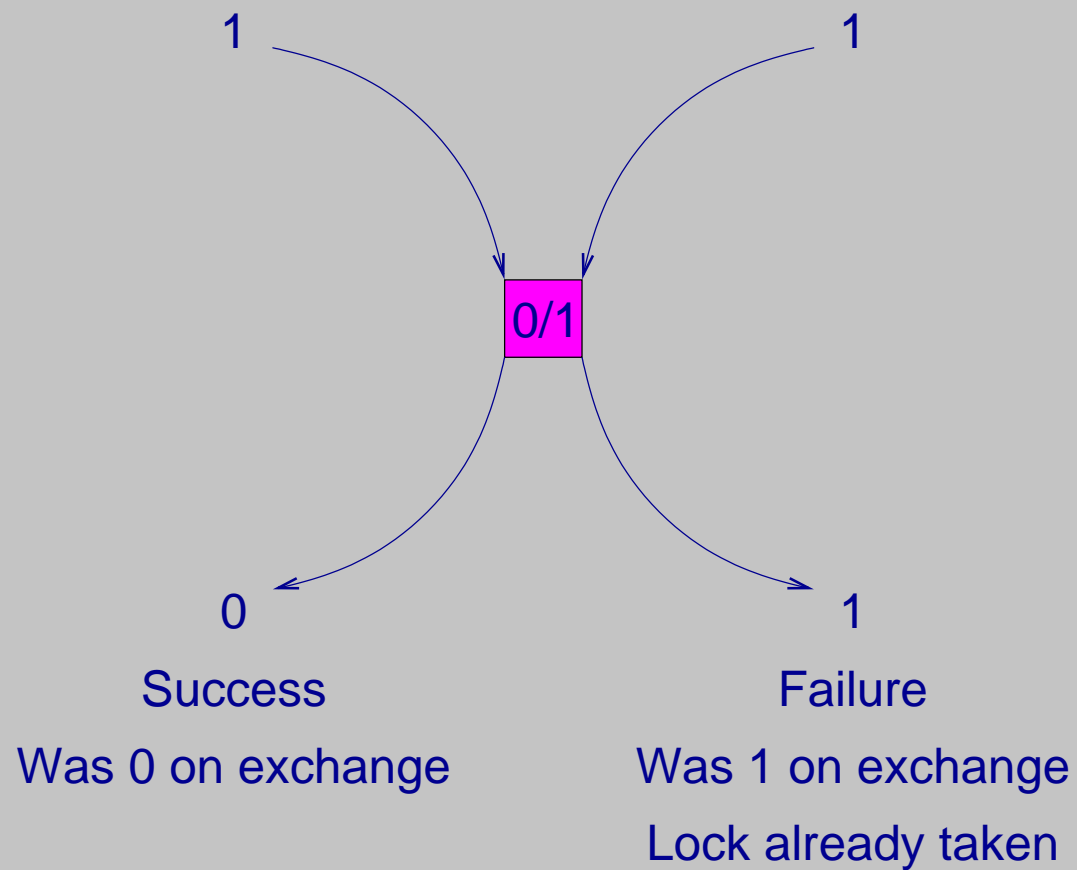 1 1
0/1
0 1
Success Failure
Was 0 on exchange Was 1 on exchange
Lock already taken